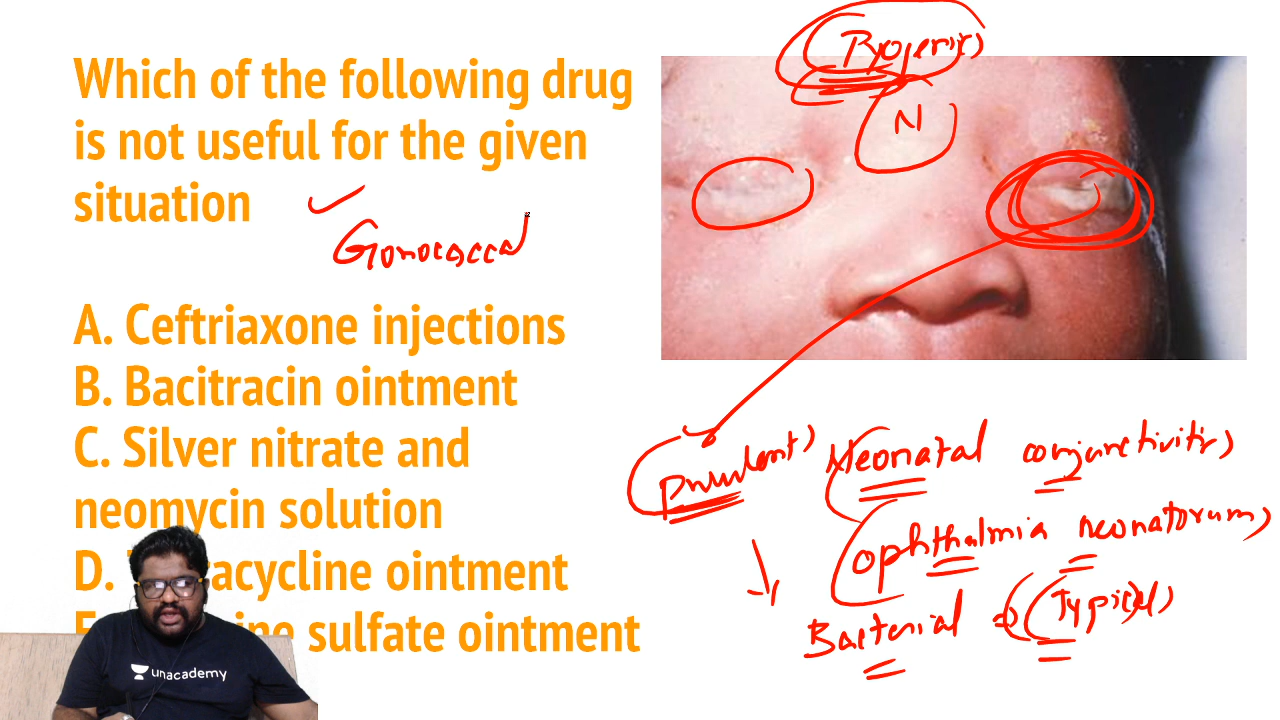 Which of the following drug
is not useful for the given
situation
Gonococcal
A. Ceftriaxone injections
B. Bacitracin ointment
C. Silver nitrate and
neomycin solution
D. acycline ointment
sulfate ointment
N
purulent
Neonatal conjunctivitis
ophthalmia neonatorum
Bacterial ⇒ Typical
unacademy